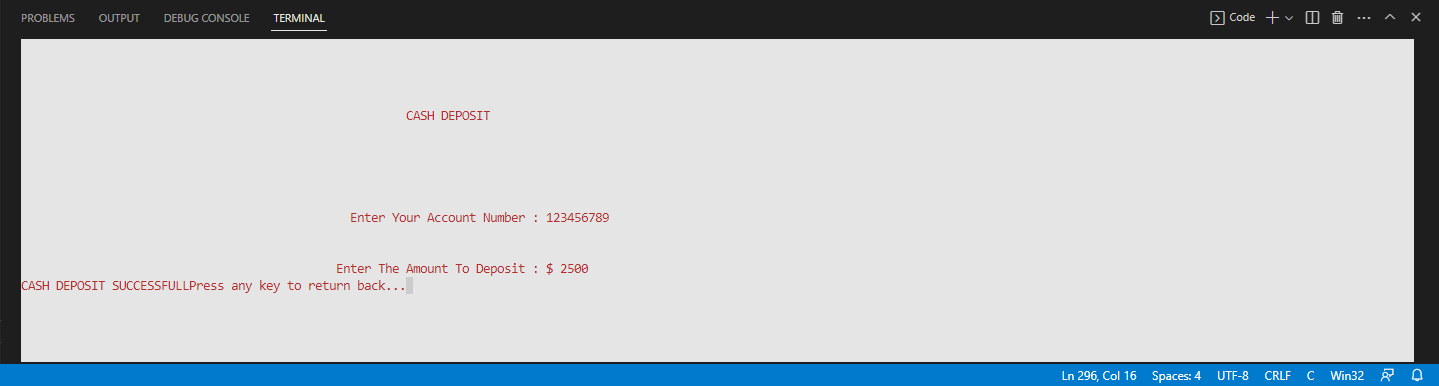 PROBLEMS OUTPUT DEBUG CONSOLE TERMINAL Code
CASH DEPOSIT
Enter Your Account Number : 123456789
Enter The Amount To Deposit : $ 2500
CASH DEPOSIT SUCCESSFULLPress any key to return back...
Ln 296, Col 16 Spaces: 4 UTF-8 CRLF C Win32